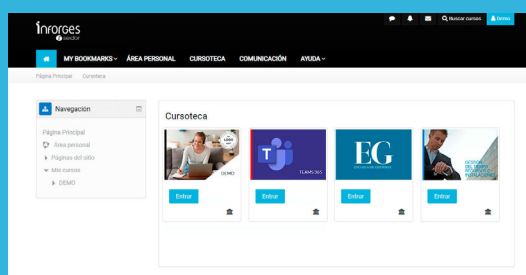 inforges
esector
Buscar cursos
Demo
MY BOOKMARKS
ÁREA PERSONAL
CURSOTECA
COMUNICACIÓN
AYUDA
Página Principal
Cursoteca
Navegación
Página Principal
Área personal
Páginas del sitio
Mis cursos
DEMO
Cursoteca
DEMO
TEAMS 365
EG
Entrar
Entrar
Entrar
Entrar